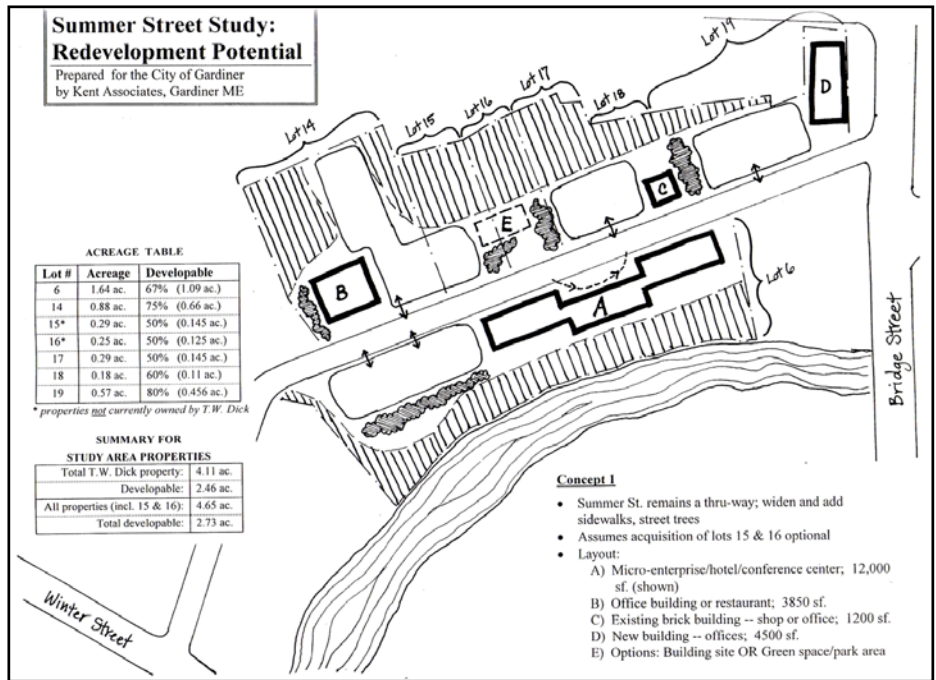 Summer Street Study:
Redevelopment Potential
Prepared for the City of Gardiner
by Kent Associates, Gardiner ME
Lot 14
Lot 15
Lot 16
Lot 17
Lot 18
Lot 19
D
C
E
B
A
Lot 6
Bridge Street
Winter Street
ACREAGE TABLE
Lot # Acreage Developable
6 1.64 ac. 67% (1.09 ac.)
14 0.88 ac. 75% (0.66 ac.)
15* 0.29 ac. 50% (0.145 ac.)
16* 0.25 ac. 50% (0.125 ac.)
17 0.29 ac. 50% (0.145 ac.)
18 0.18 ac. 60% (0.11 ac.)
19 0.57 ac. 80% (0.456 ac.)
* properties not currently owned by T.W. Dick
SUMMARY FOR
STUDY AREA PROPERTIES
Total T.W. Dick property: 4.11 ac.
Developable: 2.46 ac.
All properties (incl. 15 & 16): 4.65 ac.
Total developable: 2.73 ac.
Concept 1
• Summer St. remains a thru-way; widen and add
sidewalks, street trees
• Assumes acquisition of lots 15 & 16 optional
• Layout:
A) Micro-enterprise/hotel/conference center; 12,000
sf. (shown)
B) Office building or restaurant; 3850 sf.
C) Existing brick building -- shop or office; 1200 sf.
D) New building -- offices; 4500 sf.
E) Options: Building site OR Green space/park area